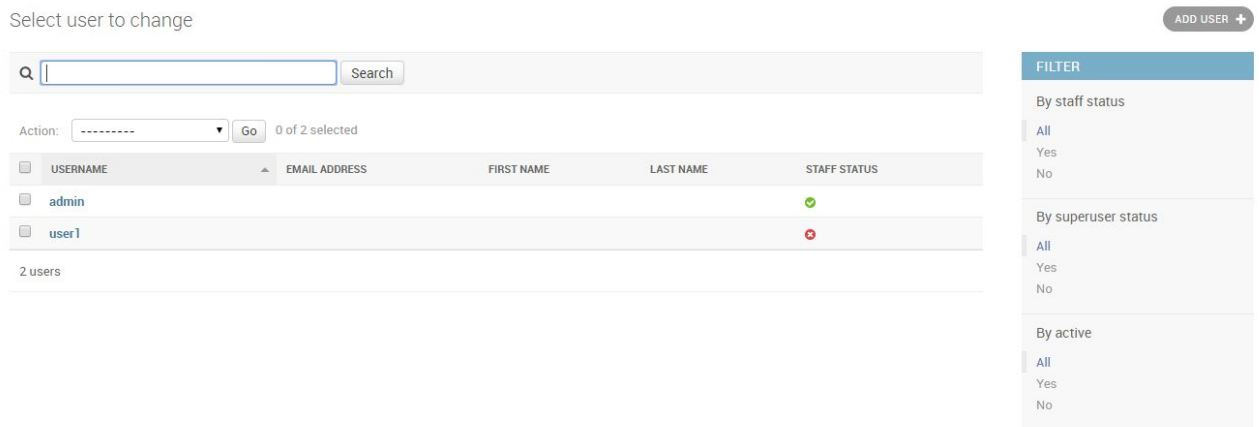 Select user to change
ADD USER +
Search
Action: --------- Go 0 of 2 selected
USERNAME EMAIL ADDRESS FIRST NAME LAST NAME STAFF STATUS
admin
user1
2 users
FILTER
By staff status
All
Yes
No
By superuser status
All
Yes
No
By active
All
Yes
No